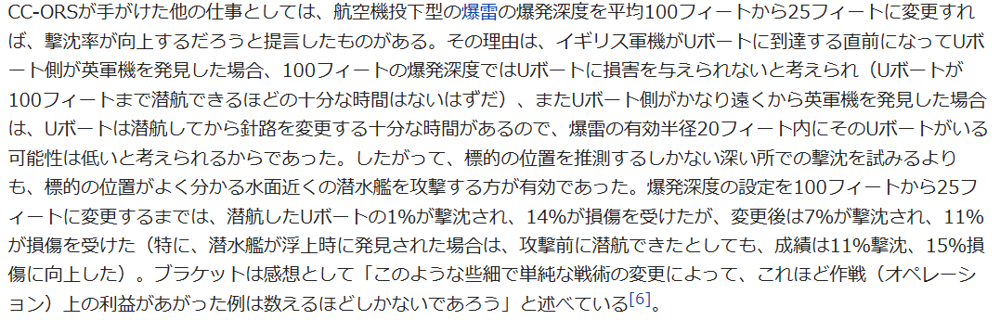 CC-ORSが手がけた他の仕事としては、航空機投下型の爆雷の爆発深度を平均100フィートから25フィートに変更すれ
ば、撃沈率が向上するだろうと提言したものがある。その理由は、イギリス軍機がUボートに到達する直前になってUボ
ート側が英軍機を発見した場合、100フィートの爆発深度ではUボートに損害を与えられないと考えられ（Uボートが
100フィートまで潜航できるほどの十分な時間はないはずだ）、またUボート側がかなり遠くから英軍機を発見した場合
は、Uボートは潜航してから針路を変更する十分な時間があるので、爆雷の有効半径20フィート内にそのUボートがいる
可能性は低いと考えられるからであった。したがって、標的の位置を推測するしかない深い所での撃沈を試みるより
も、標的の位置がよく分かる水面近くの潜水艦を攻撃する方が有効であった。爆発深度の設定を100フィートから25フ
ィートに変更するまでは、潜航したUボートの1%が撃沈され、14%が損傷を受けたが、変更後は7%が撃沈され、11%
が損傷を受けた（特に、潜水艦が浮上時に発見された場合は、攻撃前に潜航できたとしても、成績は11%撃沈、15%損
傷に向上した）。ブラケットは感想として「このような些細で単純な戦術の変更によって、これほど作戦（オペレーシ
ョン）上の利益があがった例は数えるほどしかないであろう」と述べている[6]。